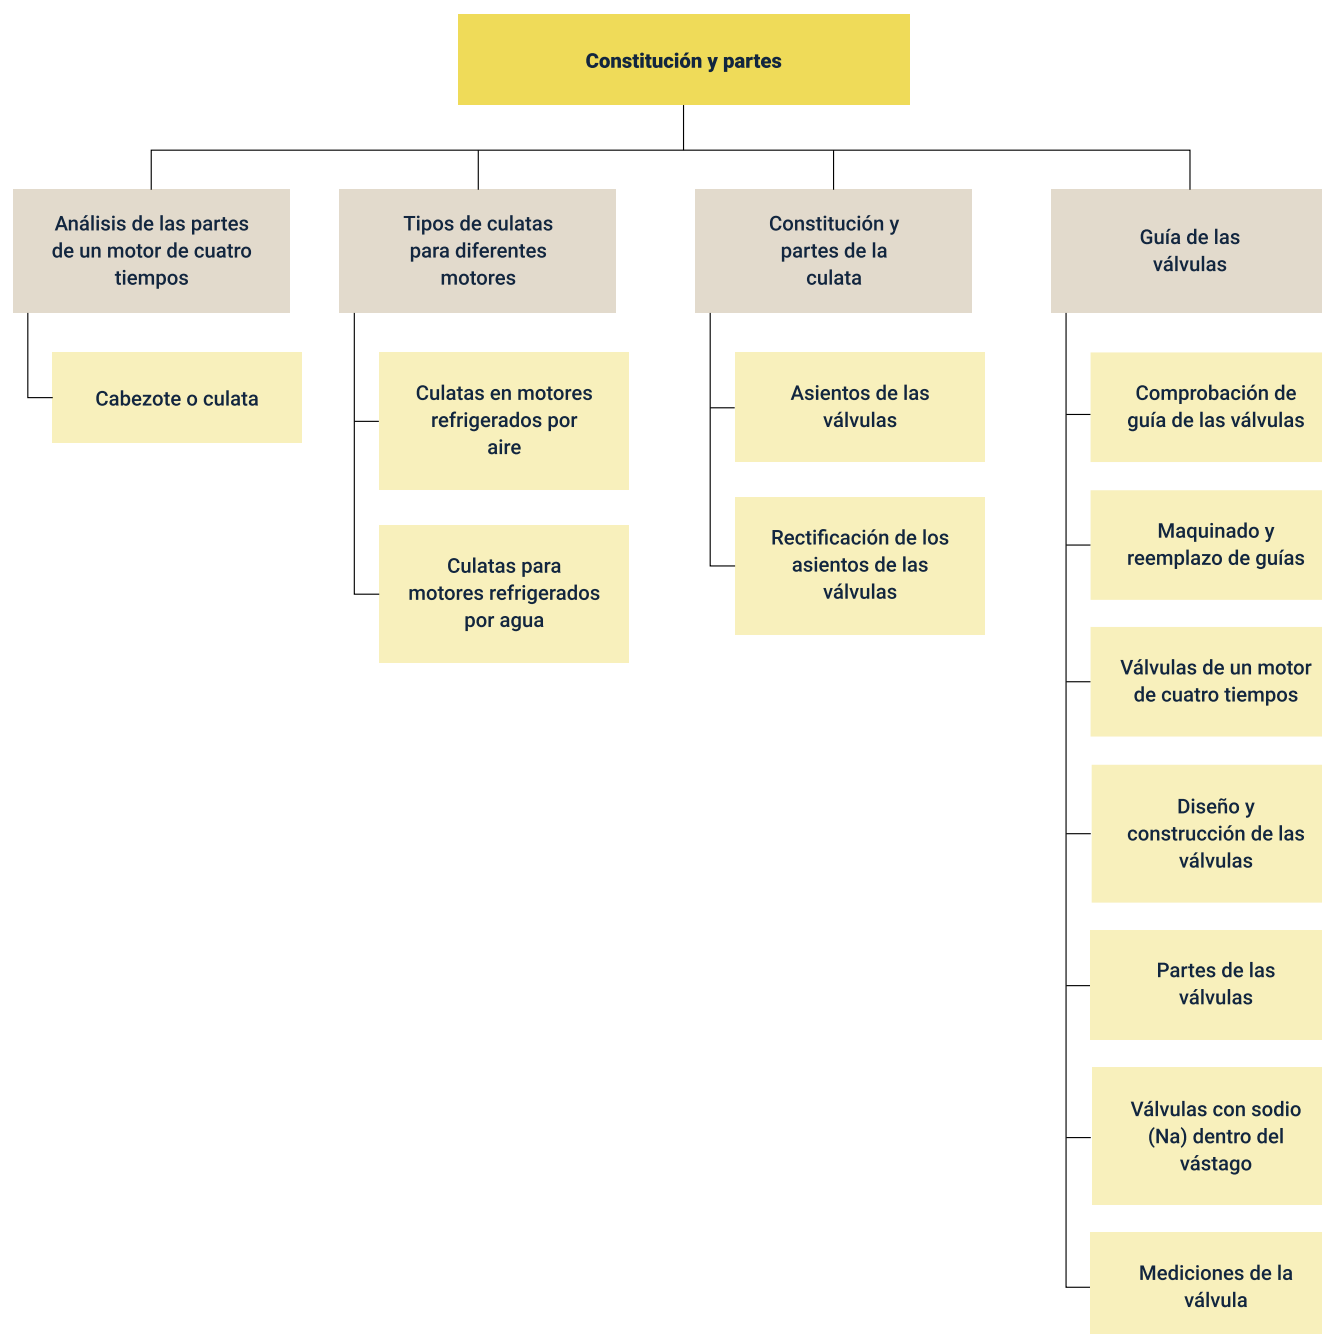 Constitución y partes
Análisis de las partes
de un motor de cuatro
tiempos
Cabezote o culata
Tipos de culatas
para diferentes
motores
Culatas en motores
refrigerados por
aire
Culatas para
motores refrigerados
por agua
Constitución y
partes de la
culata
Asientos de las
válvulas
Rectificación de los
asientos de las
válvulas
Guía de las
válvulas
Comprobación de
guía de las válvulas
Maquinado y
reemplazo de guías
Válvulas de un motor
de cuatro tiempos
Diseño y
construcción de las
válvulas
Partes de las
válvulas
Válvulas con sodio
(Na) dentro del
vástago
Mediciones de la
válvula